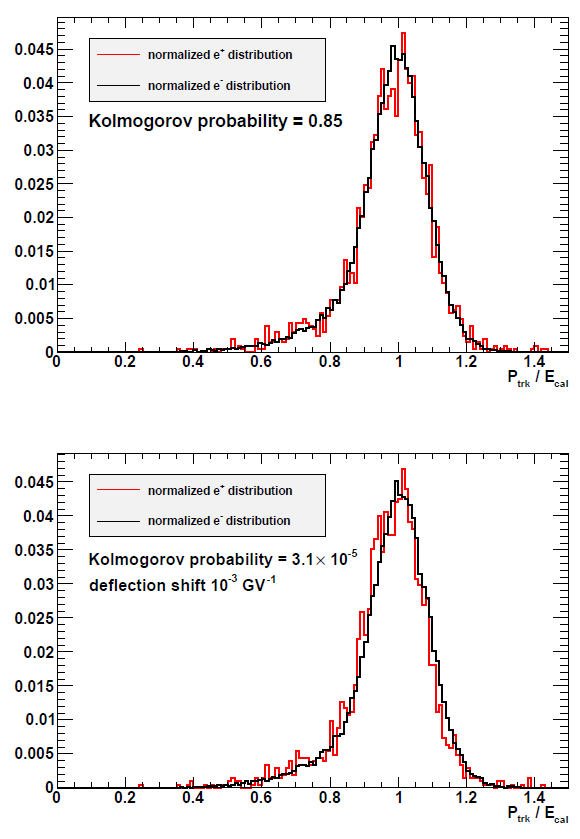 0.045
0.04
0.035
0.03
0.025
0.02
0.015
0.01
0.005
0
normalized e+ distribution
normalized e- distribution
Kolmogorov probability = 0.85
0 0.2 0.4 0.6 0.8 1 1.2 1.4
Ptrk / Ecal
0.045
0.04
0.035
0.03
0.025
0.02
0.015
0.01
0.005
0
normalized e+ distribution
normalized e- distribution
Kolmogorov probability = 3.1× 10-5
deflection shift 10-3 GV-1
0 0.2 0.4 0.6 0.8 1 1.2 1.4
Ptrk / Ecal